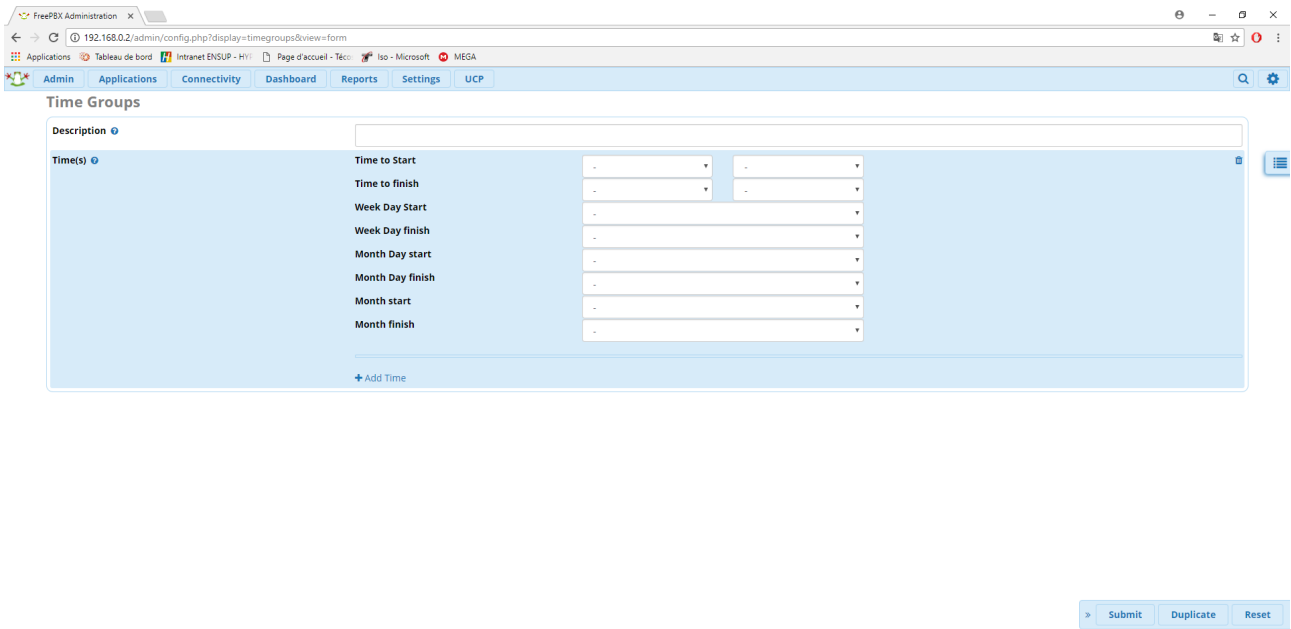 FreePBX Administration
192.168.0.2/admin/config.php?display=timegroups&view=form
Applications Tableau de bord Intranet ENSUP - HYF Page d'accueil - Téco Iso - Microsoft MEGA
Admin Applications Connectivity Dashboard Reports Settings UCP
Time Groups
Description
Time(s) Time to Start - -
Time to finish - -
Week Day Start -
Week Day finish -
Month Day start -
Month Day finish -
Month start -
Month finish -
+ Add Time
» Submit Duplicate Reset